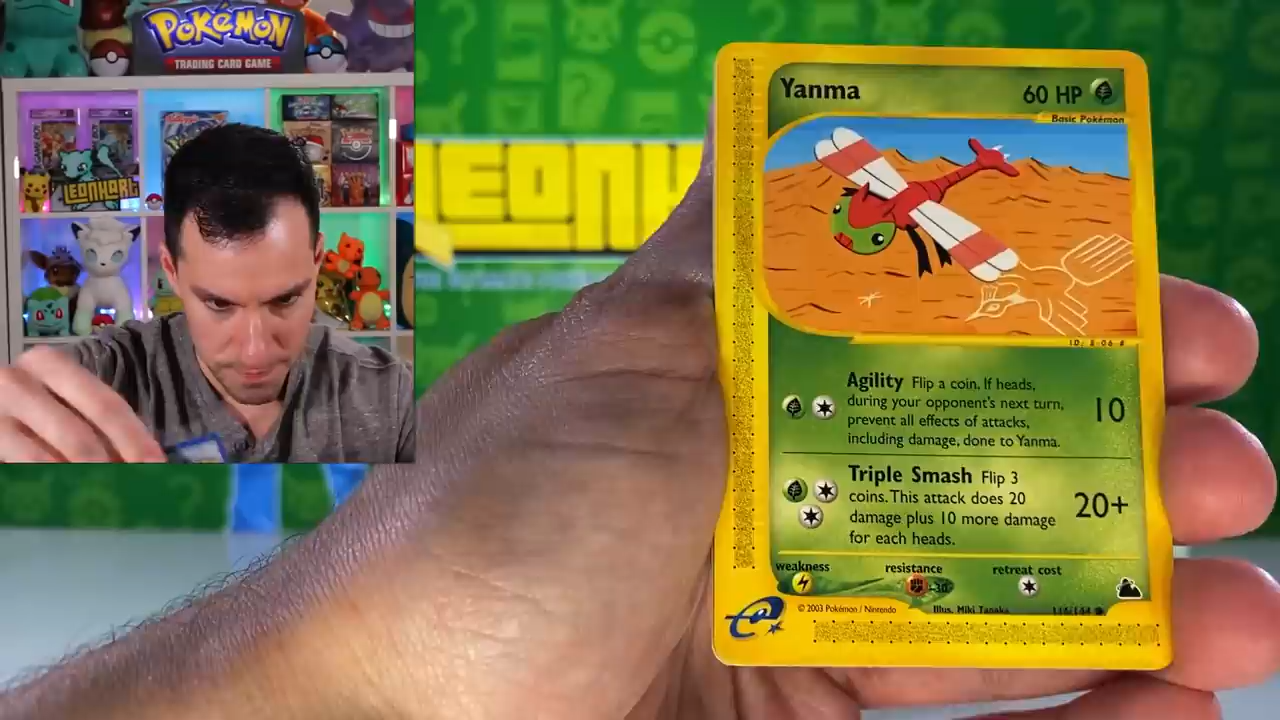 Pokémon
TRADING CARD GAME
LEONHART
Yanma
60 HP
Basic Pokémon
Agility Flip a coin. If heads,
during your opponent's next turn,
prevent all effects of attacks,
including damage, done to Yanma.
10
Triple Smash Flip 3
coins. This attack does 20
damage plus 10 more damage
for each heads.
20+
weakness
resistance
retreat cost
-30
© 2003 Pokémon / Nintendo
Illus. Miki Tanaka
116/144